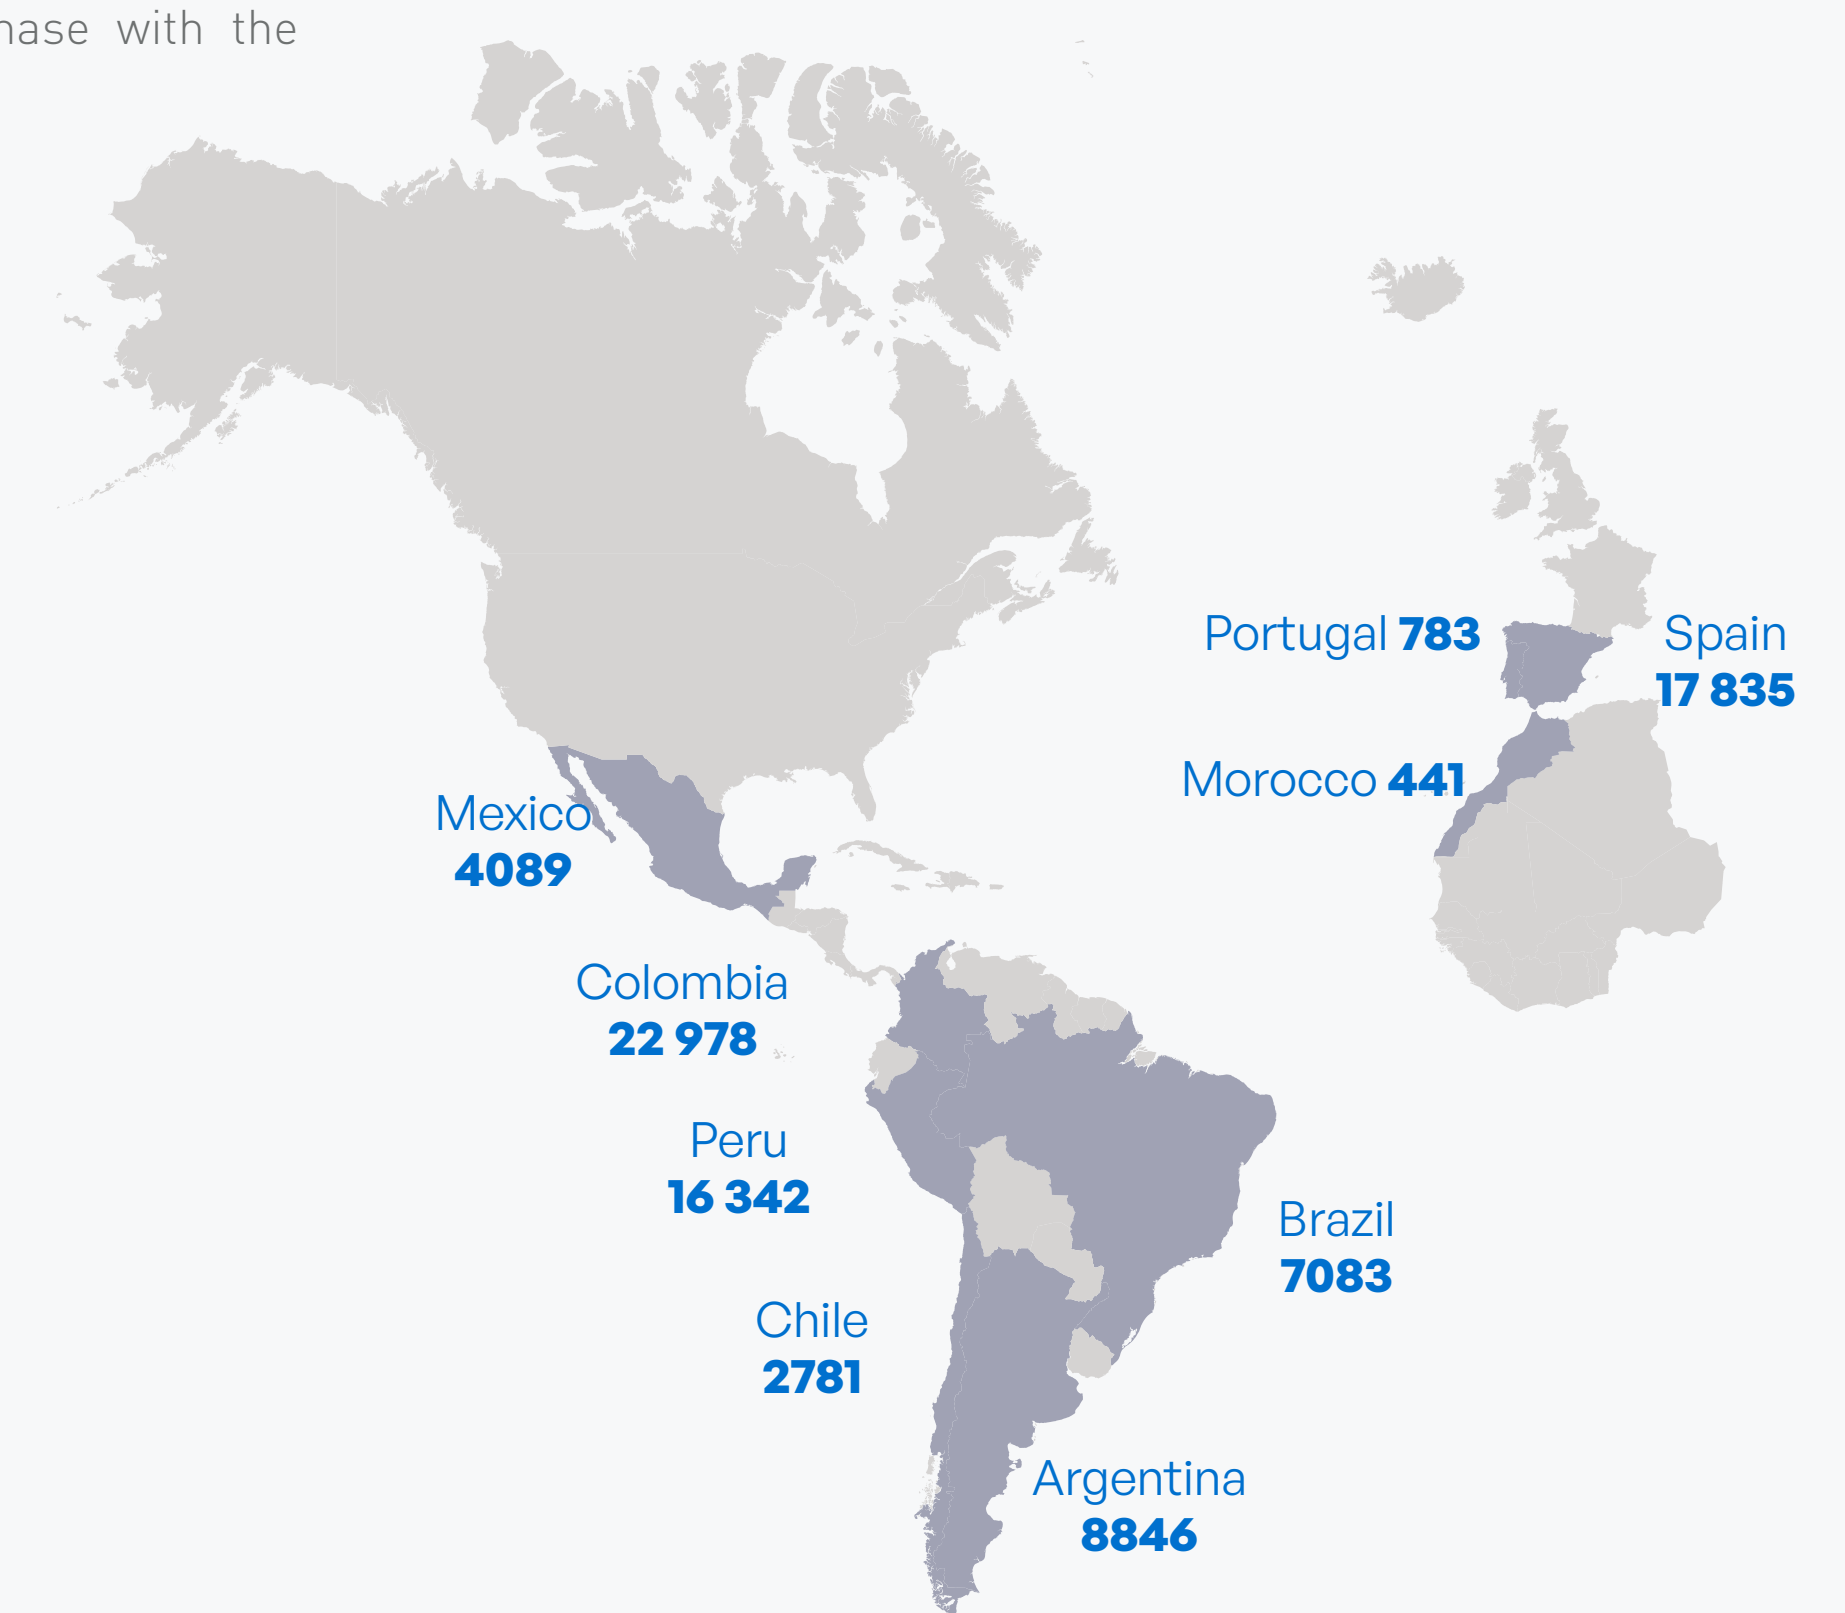 with the
Portugal 783
Spain
17 835
Morocco 441
Mexico
4089
Colombia
22 978
Peru
16 342
Brazil
7083
Chile
2781
Argentina
8846